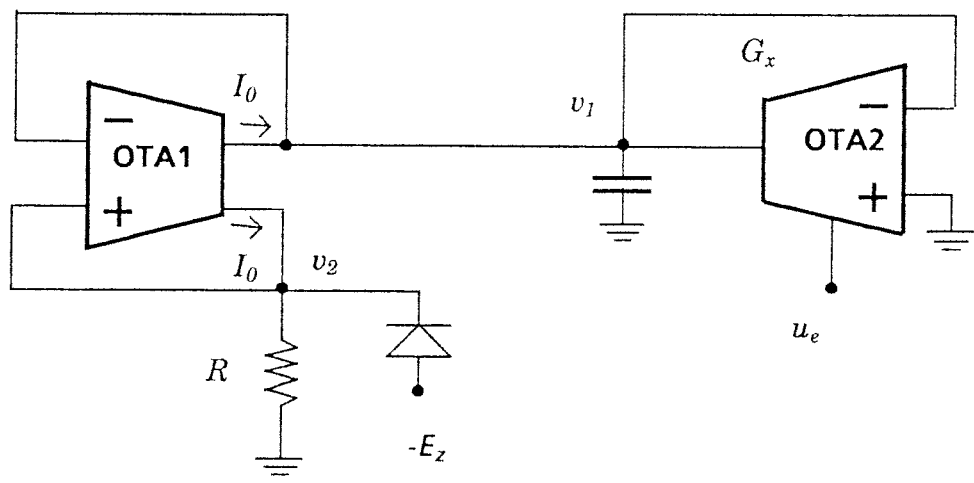 G_x
I_0
v_1
−
OTA1
+
−
OTA2
+
I_0
v_2
u_e
R
-E_z